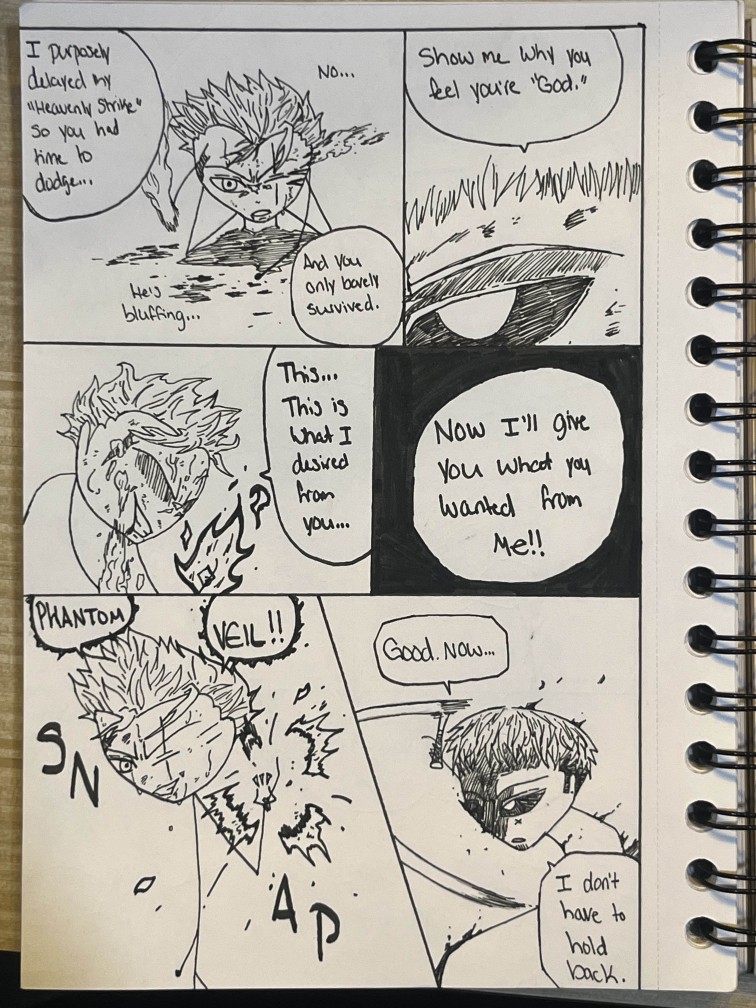 I purposely
delayed my
"Heavenly Strike"
so you had
time to
dodge...
No...
He's
bluffing...
And you
only barely
survived.
Show me why you
feel you're "God."
This...
This is
what I
desired
from
you...
Now I'll give
you what you
wanted from
me!!
PHANTOM
VEIL!!
SN
AP
Good. Now...
I don't
have to
hold
back.